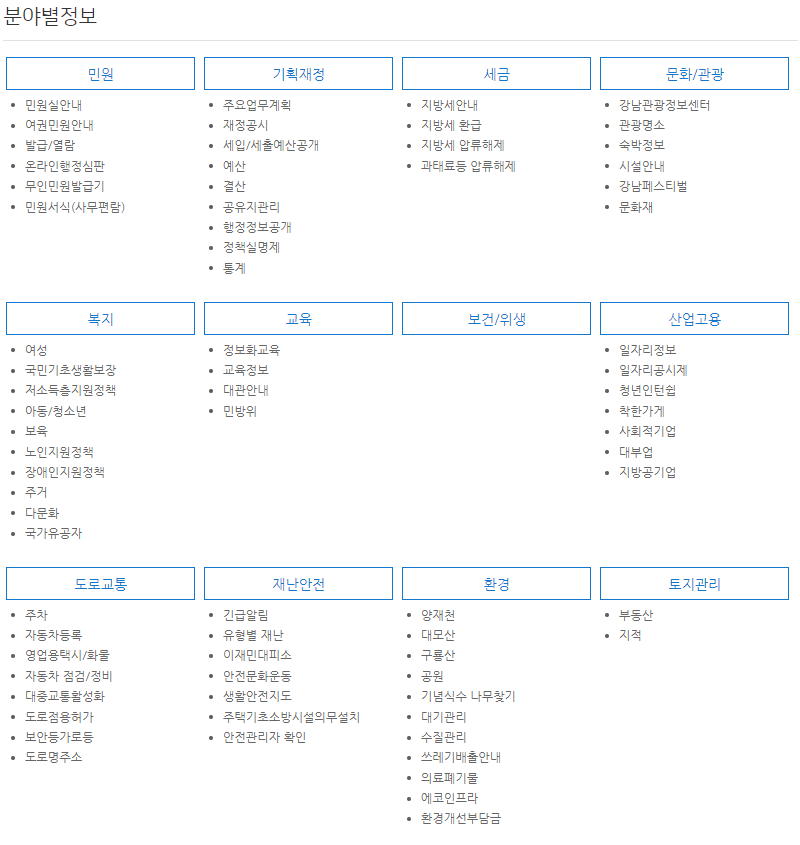 분야별정보
민원
민원실안내
여권민원안내
발급/열람
온라인행정심판
무인민원발급기
민원서식(사무편람)
기획재정
주요업무계획
재정공시
세입/세출예산공개
예산
결산
공유지관리
행정정보공개
정책실명제
통계
세금
지방세안내
지방세 환급
지방세 압류해제
과태료등 압류해제
문화/관광
강남관광정보센터
관광명소
숙박정보
시설안내
강남페스티벌
문화재
복지
여성
국민기초생활보장
저소득층지원정책
아동/청소년
보육
노인지원정책
장애인지원정책
주거
다문화
국가유공자
교육
정보화교육
교육정보
대관안내
민방위
보건/위생
산업고용
일자리정보
일자리공시제
청년인턴쉽
착한가게
사회적기업
대부업
지방공기업
도로교통
주차
자동차등록
영업용택시/화물
자동차 점검/정비
대중교통활성화
도로점용허가
보안등가로등
도로명주소
재난안전
긴급알림
유형별 재난
이재민대피소
안전문화운동
생활안전지도
주택기초소방시설의무설치
안전관리자 확인
환경
양재천
대모산
구룡산
공원
기념식수 나무찾기
대기관리
수질관리
쓰레기배출안내
의료폐기물
에코인프라
환경개선부담금
토지관리
부동산
지적